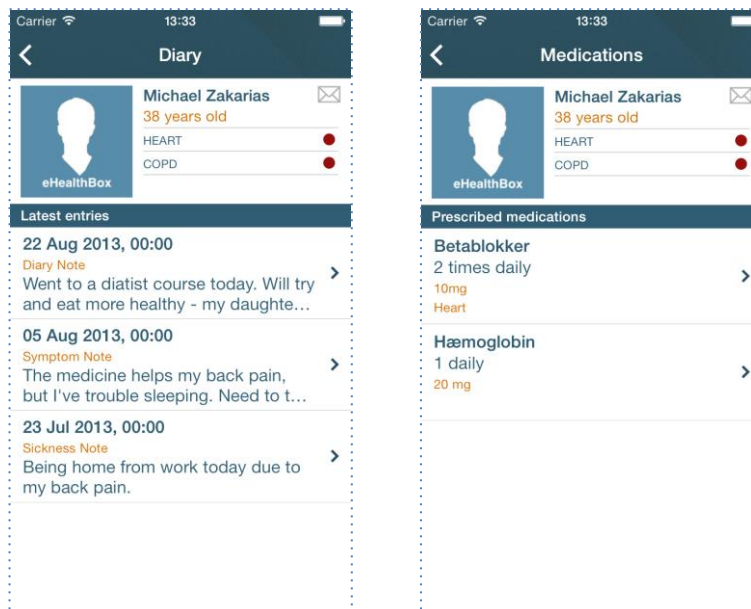 Carrier 13:33
Diary
Michael Zakarias
38 years old
HEART
COPD
eHealthBox
Latest entries
22 Aug 2013, 00:00
Diary Note
Went to a diatist course today. Will try
and eat more healthy - my daughte...
05 Aug 2013, 00:00
Symptom Note
The medicine helps my back pain,
but I've trouble sleeping. Need to t...
23 Jul 2013, 00:00
Sickness Note
Being home from work today due to
my back pain.
Carrier 13:33
Medications
Michael Zakarias
38 years old
HEART
COPD
eHealthBox
Prescribed medications
Betablokker
2 times daily
10mg
Heart
Hæmoglobin
1 daily
20 mg